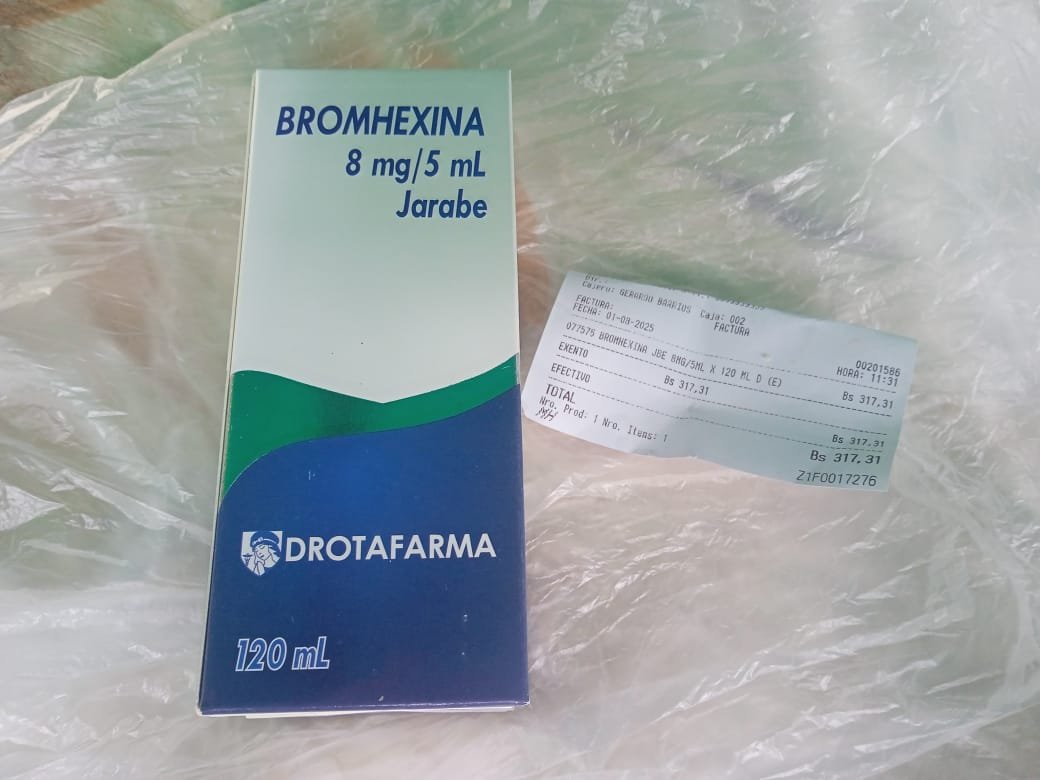 BROMHEXINA
8 mg/5 mL
Jarabe
DROTAFARMA
120 mL
Dir.:
Cajero: GERARDO BARRIOS Caja: 002
FACTURA
FACTURA: 00201586
FECHA: 01-08-2025 HORA: 11:31
077575 BROMHEXINA JBE 8MG/5ML X 120 ML D (E) Bs 317,31
EXENTO Bs 317,31
EFECTIVO Bs 317,31
TOTAL Bs 317,31
Nro. Prod: 1 Nro. Items: 1
MH
Z1F0017276